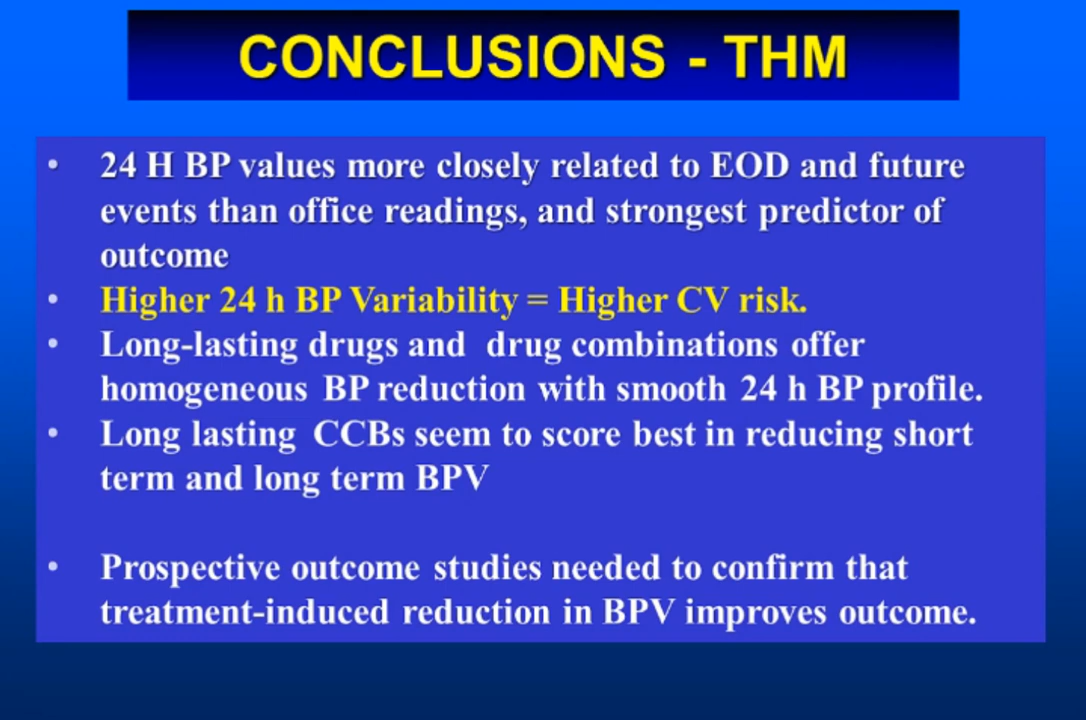 CONCLUSIONS - THM
• 24 H BP values more closely related to EOD and future
events than office readings, and strongest predictor of
outcome
• Higher 24 h BP Variability = Higher CV risk.
• Long-lasting drugs and drug combinations offer
homogeneous BP reduction with smooth 24 h BP profile.
• Long lasting CCBs seem to score best in reducing short
term and long term BPV
• Prospective outcome studies needed to confirm that
treatment-induced reduction in BPV improves outcome.